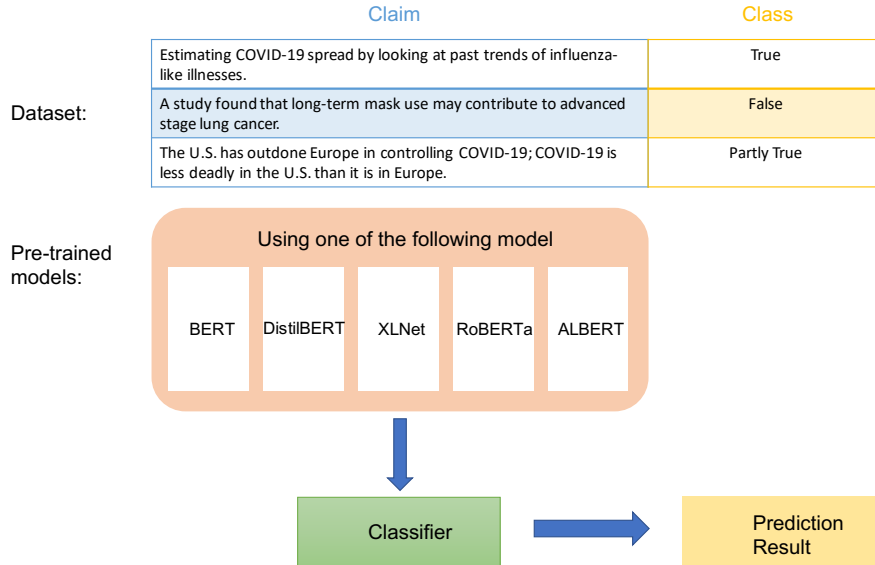 Claim
Class
Dataset:
Estimating COVID-19 spread by looking at past trends of influenza-
like illnesses.
True
A study found that long-term mask use may contribute to advanced
stage lung cancer.
False
The U.S. has outdone Europe in controlling COVID-19; COVID-19 is
less deadly in the U.S. than it is in Europe.
Partly True
Pre-trained
models:
Using one of the following model
BERT
DistilBERT
XLNet
RoBERTa
ALBERT
Classifier
Prediction
Result